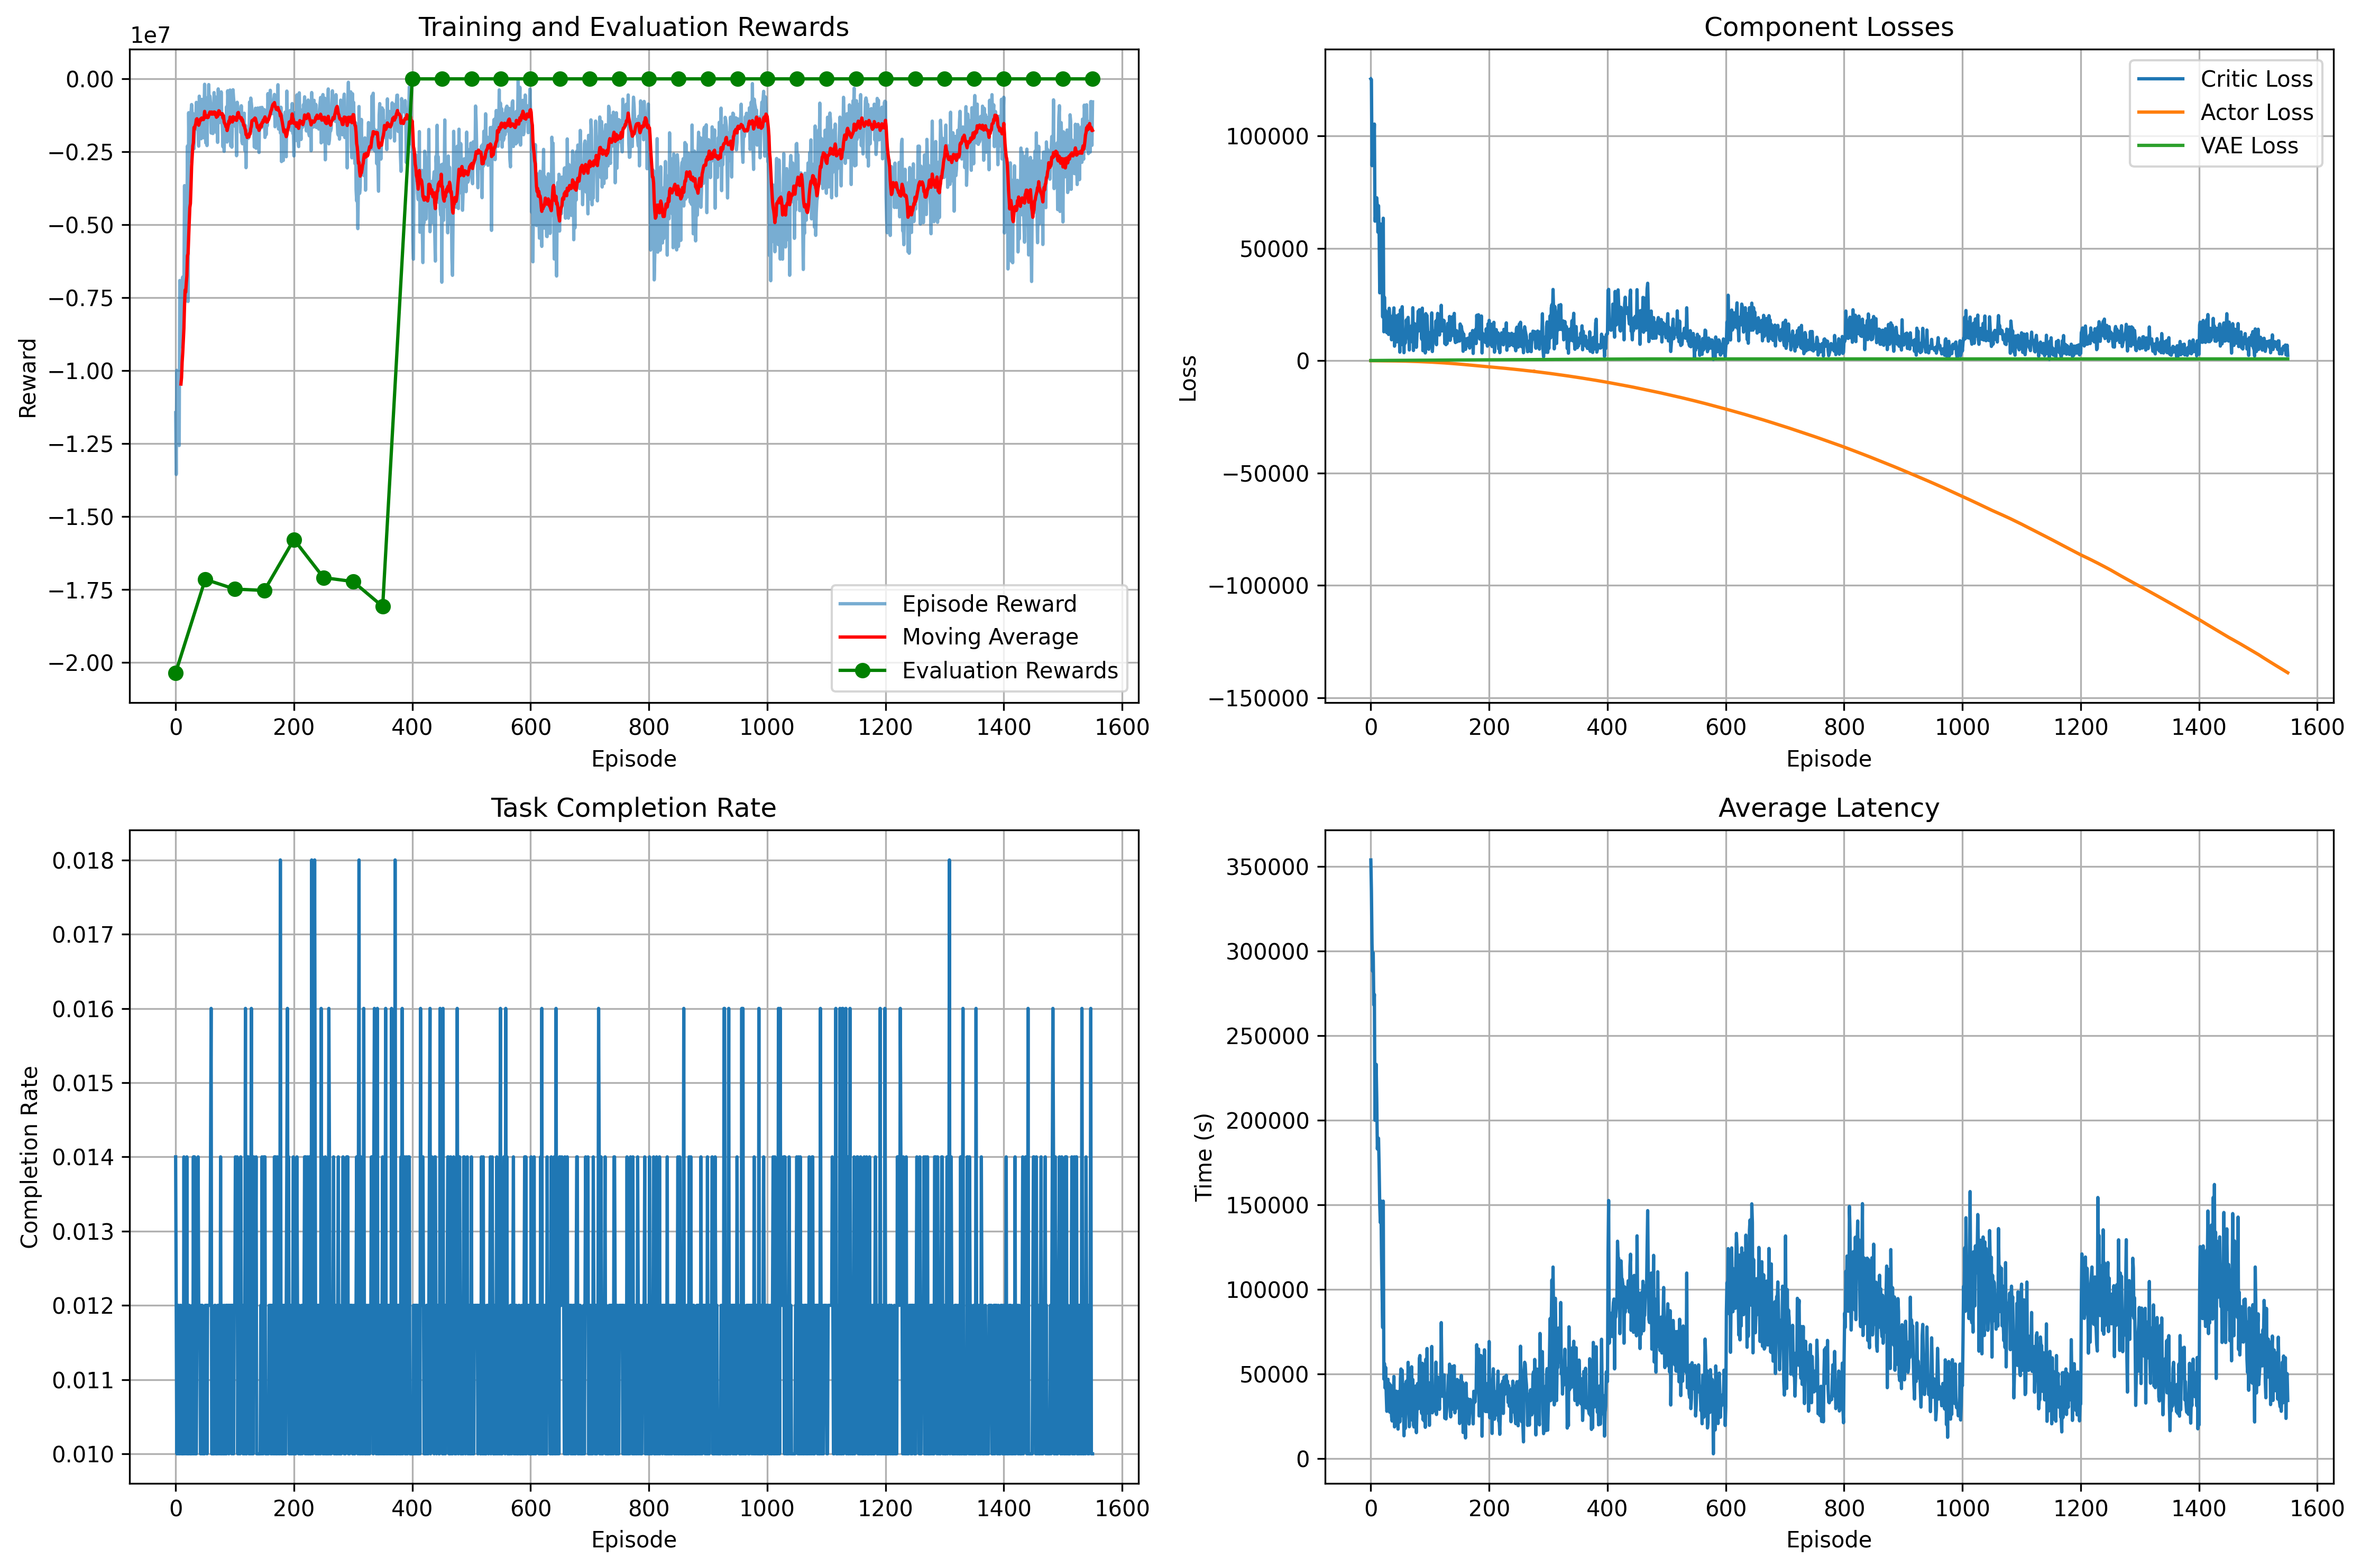 Training and Evaluation Rewards
1e7
0.00
−0.25
−0.50
−0.75
−1.00
−1.25
−1.50
−1.75
−2.00
Reward
Episode Reward
Moving Average
Evaluation Rewards
0 200 400 600 800 1000 1200 1400 1600
Episode
Component Losses
100000
50000
0
−50000
−100000
−150000
Loss
Critic Loss
Actor Loss
VAE Loss
0 200 400 600 800 1000 1200 1400 1600
Episode
Task Completion Rate
0.018
0.017
0.016
0.015
0.014
0.013
0.012
0.011
0.010
Completion Rate
0 200 400 600 800 1000 1200 1400 1600
Episode
Average Latency
350000
300000
250000
200000
150000
100000
50000
0
Time (s)
0 200 400 600 800 1000 1200 1400 1600
Episode